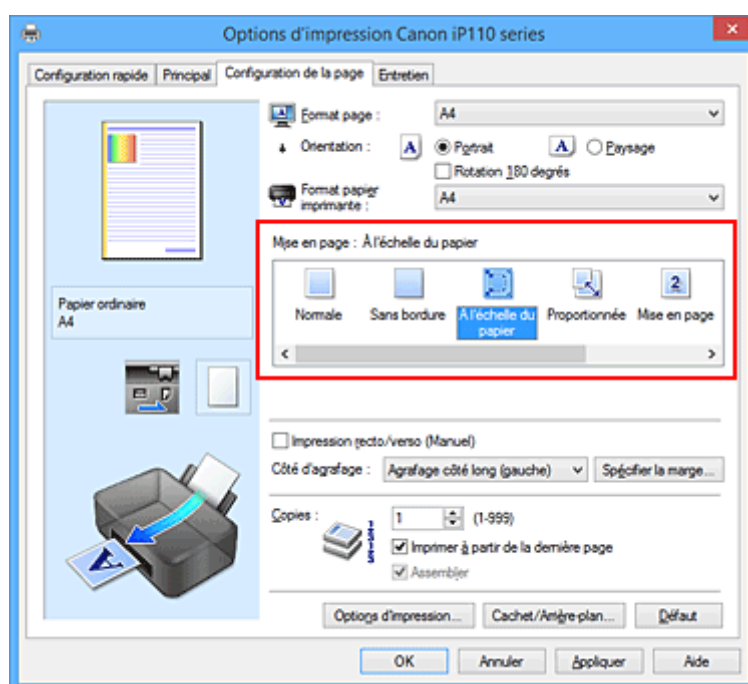 Options d'impression Canon iP110 series
Configuration rapide Principal Configuration de la page Entretien
Format page :
A4
Orientation :
A Portrait A Paysage
Rotation 180 degrés
Format papier
imprimante :
A4
Mise en page : À l'échelle du papier
2
Normale Sans bordure À l'échelle du papier Proportionnée Mise en page
Papier ordinaire
A4
Impression recto/verso (Manuel)
Côté d'agrafage : Agrafage côté long (gauche) Spécifier la marge...
Copies :
1 (1-999)
Imprimer à partir de la dernière page
Assembler
A
Options d'impression... Cachet/Arrière-plan... Défaut
OK Annuler Appliquer Aide